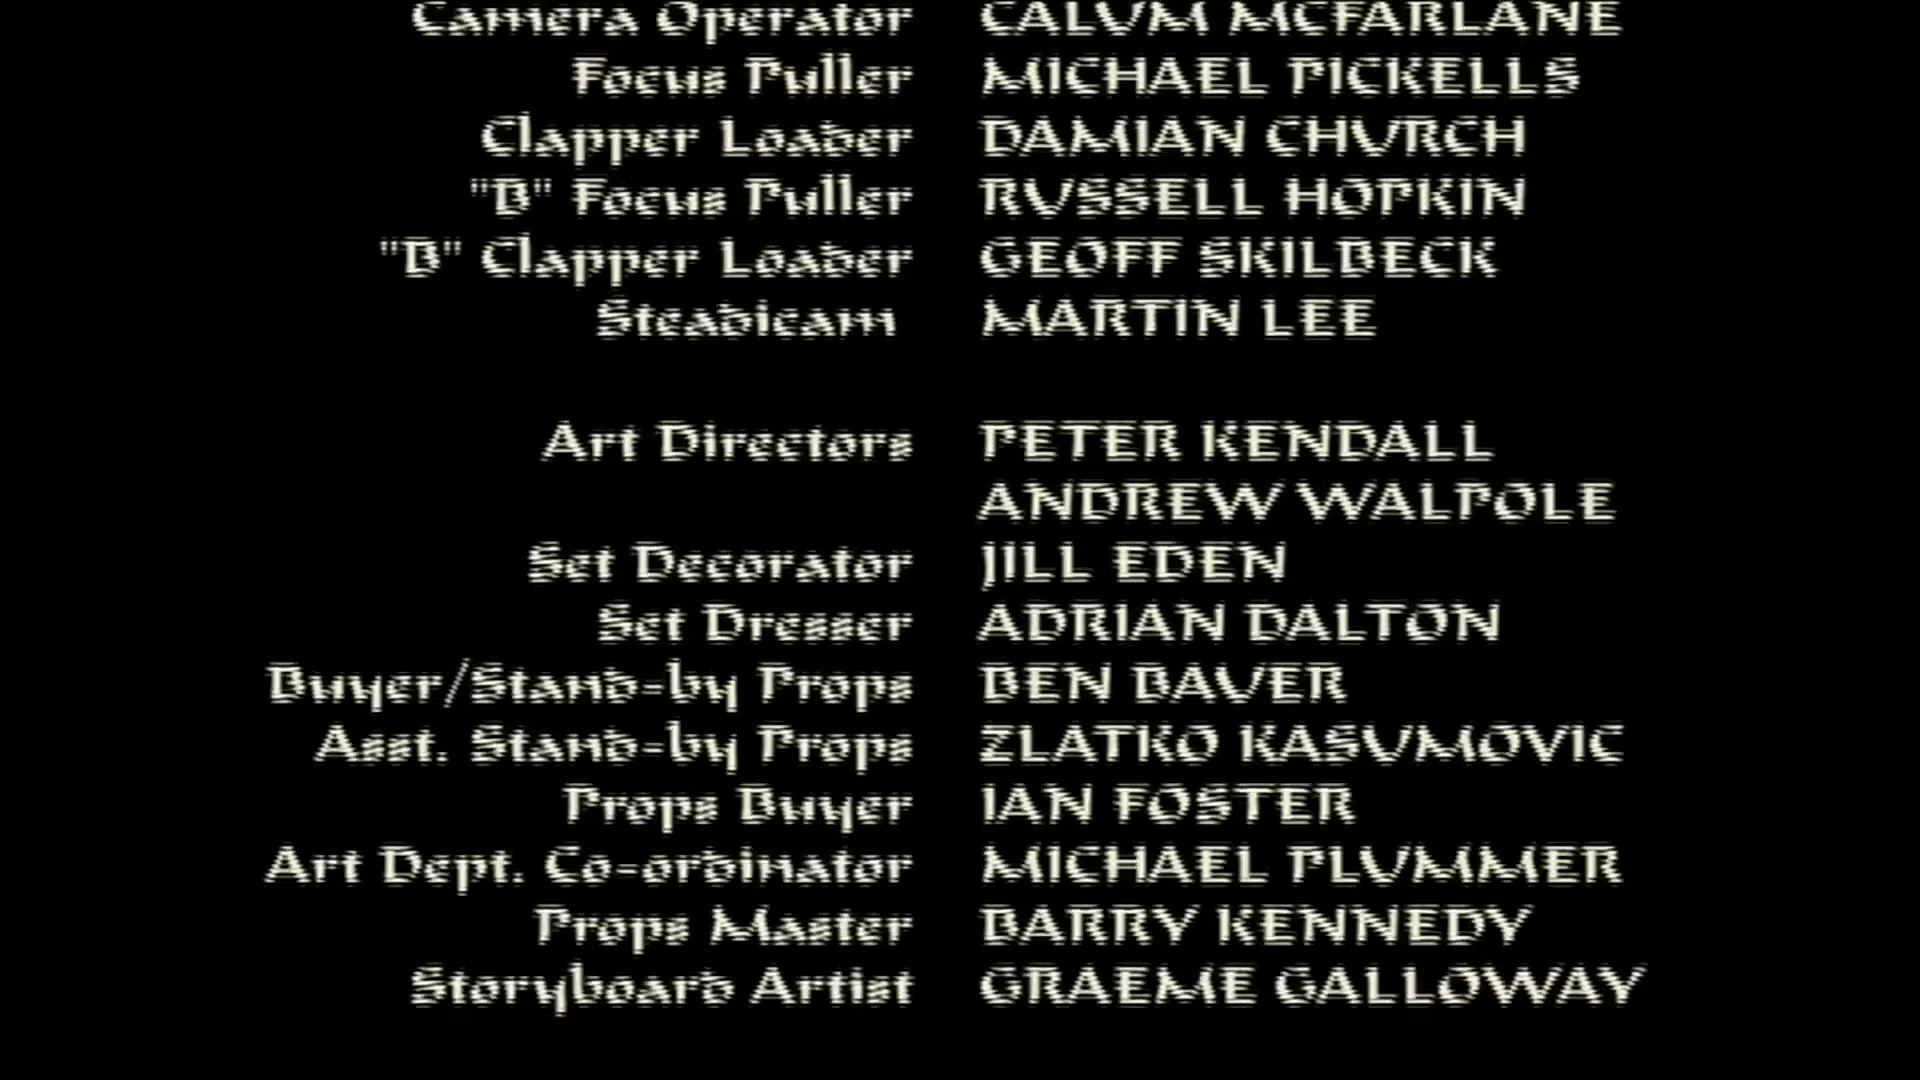 Camera Operator CALUM MCFARLANE
Focus Puller MICHAEL PICKELLS
Clapper Loader DAMIAN CHURCH
"B" Focus Puller RUSSELL HOPKIN
"B" Clapper Loader GEOFF SKILBECK
Steadicam MARTIN LEE
Art Directors PETER KENDALL
ANDREW WALPOLE
Set Decorator JILL EDEN
Set Dresser ADRIAN DALTON
Buyer/Stand-by Props BEN BAUER
Asst. Stand-by Props ZLATKO KASUMOVIC
Props Buyer IAN FOSTER
Art Dept. Co-ordinator MICHAEL PLUMMER
Props Master BARRY KENNEDY
Storyboard Artist GRAEME GALLOWAY